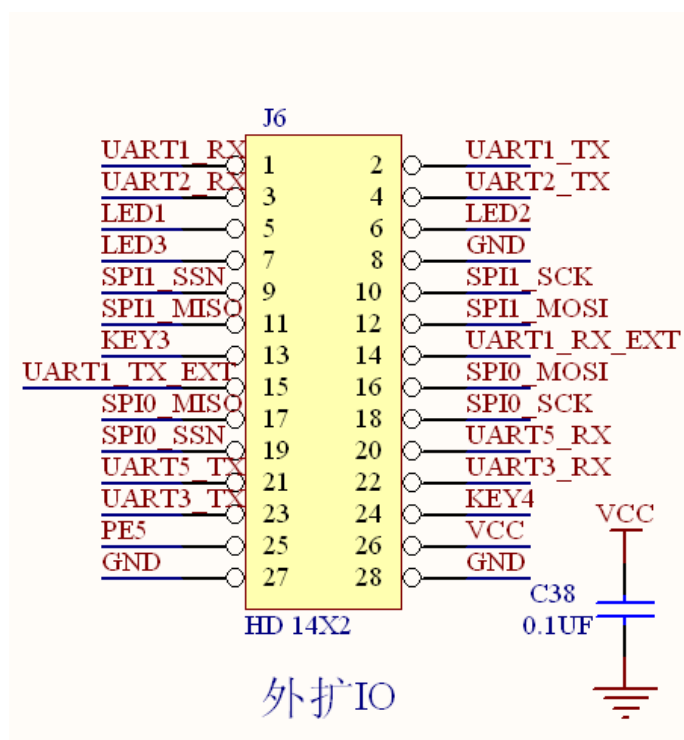 J6
UART1_RX 1 2 UART1_TX
UART2_RX 3 4 UART2_TX
LED1 5 6 LED2
LED3 7 8 GND
SPI1_SSN 9 10 SPI1_SCK
SPI1_MISO 11 12 SPI1_MOSI
KEY3 13 14 UART1_RX_EXT
UART1_TX_EXT 15 16 SPI0_MOSI
SPI0_MISO 17 18 SPI0_SCK
SPI0_SSN 19 20 UART5_RX
UART5_TX 21 22 UART3_RX
UART3_TX 23 24 KEY4
PE5 25 26 VCC
GND 27 28 GND
HD 14X2
VCC
C38
0.1UF
外扩IO